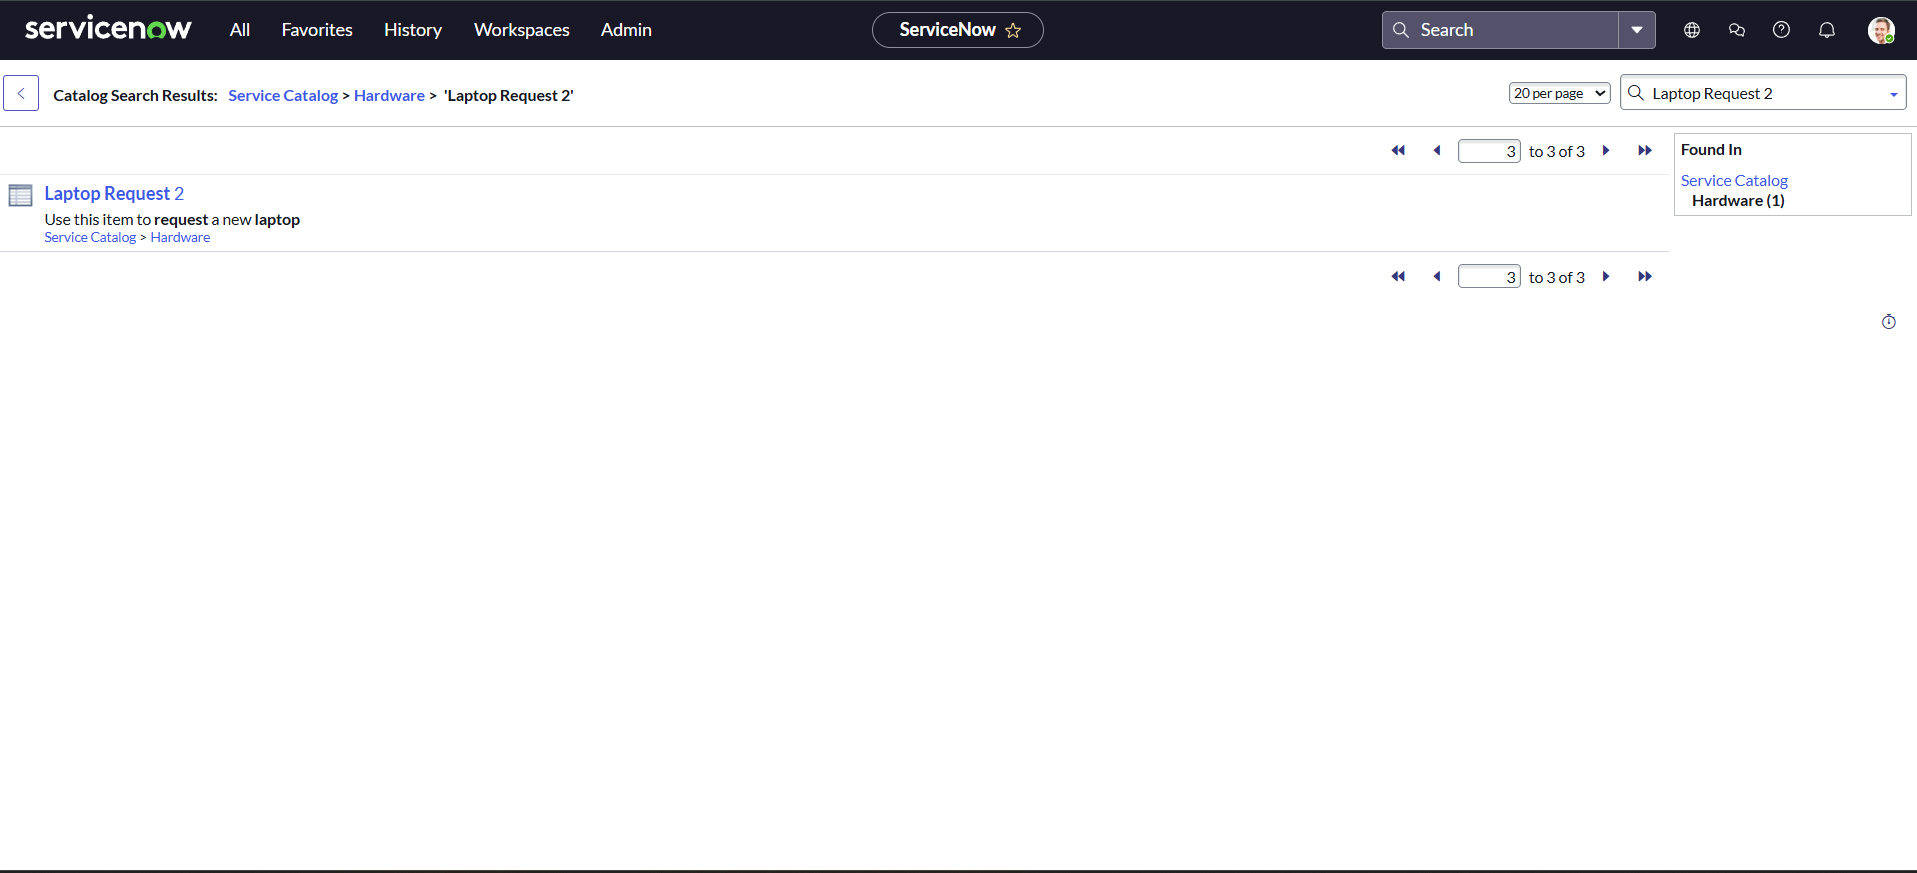 servicenow All Favorites History Workspaces Admin ServiceNow Search
Catalog Search Results: Service Catalog > Hardware > 'Laptop Request 2' 20 per page Laptop Request 2
3 to 3 of 3
Found In
Service Catalog
Hardware (1)
Laptop Request 2
Use this item to request a new laptop
Service Catalog > Hardware
3 to 3 of 3